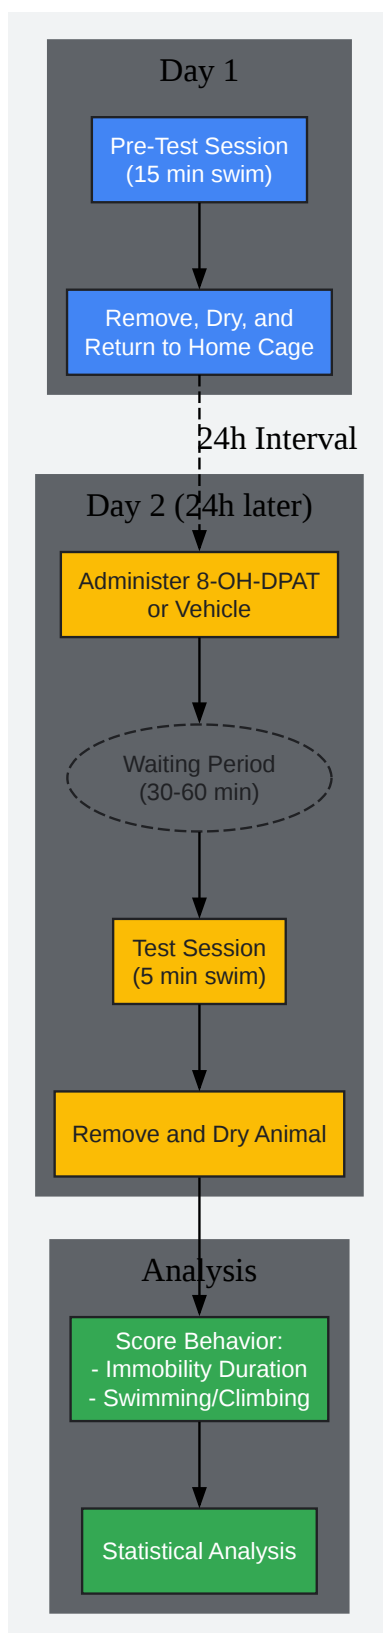 Day 1
Pre-Test Session
(15 min swim)
Remove, Dry, and
Return to Home Cage
24h Interval
Day 2 (24h later)
Administer 8-OH-DPAT
or Vehicle
Waiting Period
(30-60 min)
Test Session
(5 min swim)
Remove and Dry Animal
Analysis
Score Behavior:
- Immobility Duration
- Swimming/Climbing
Statistical Analysis